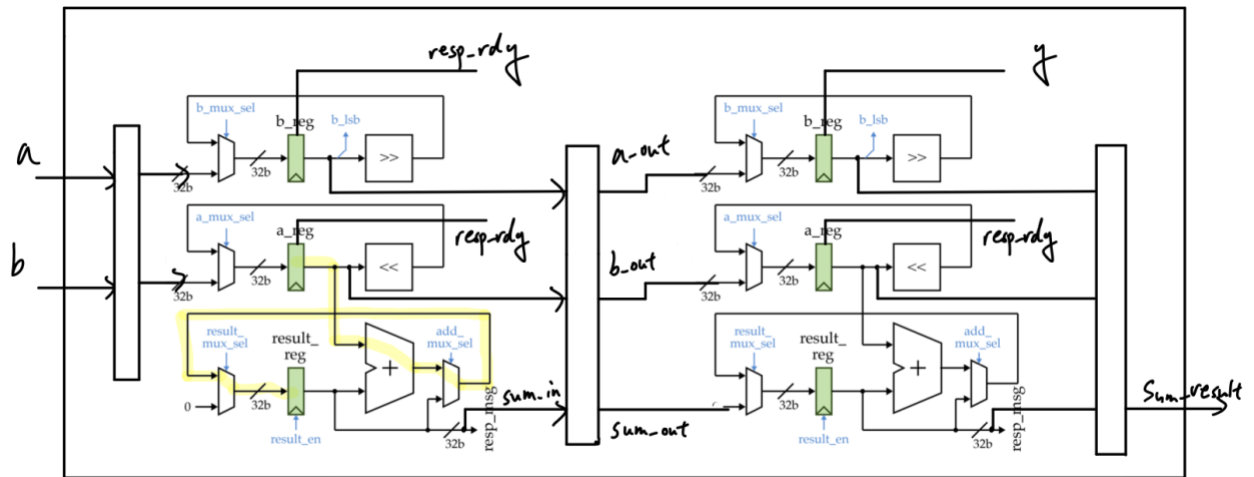 resp_rdy
y
b_mux_sel
b_reg
b_lsb
>>
32b
32b
b_mux_sel
b_reg
b_lsb
>>
32b
32b
a
a_out
a_mux_sel
a_reg
resp_rdy
<<
32b
32b
a_mux_sel
a_reg
resp_rdy
<<
32b
32b
b
b_out
result_
mux_sel
result_
reg
add_
mux_sel
+
0
32b
result_en
32b
resp_msg
sum_in
sum_out
result_
mux_sel
result_
reg
add_
mux_sel
+
32b
result_en
32b
resp_msg
Sum_result